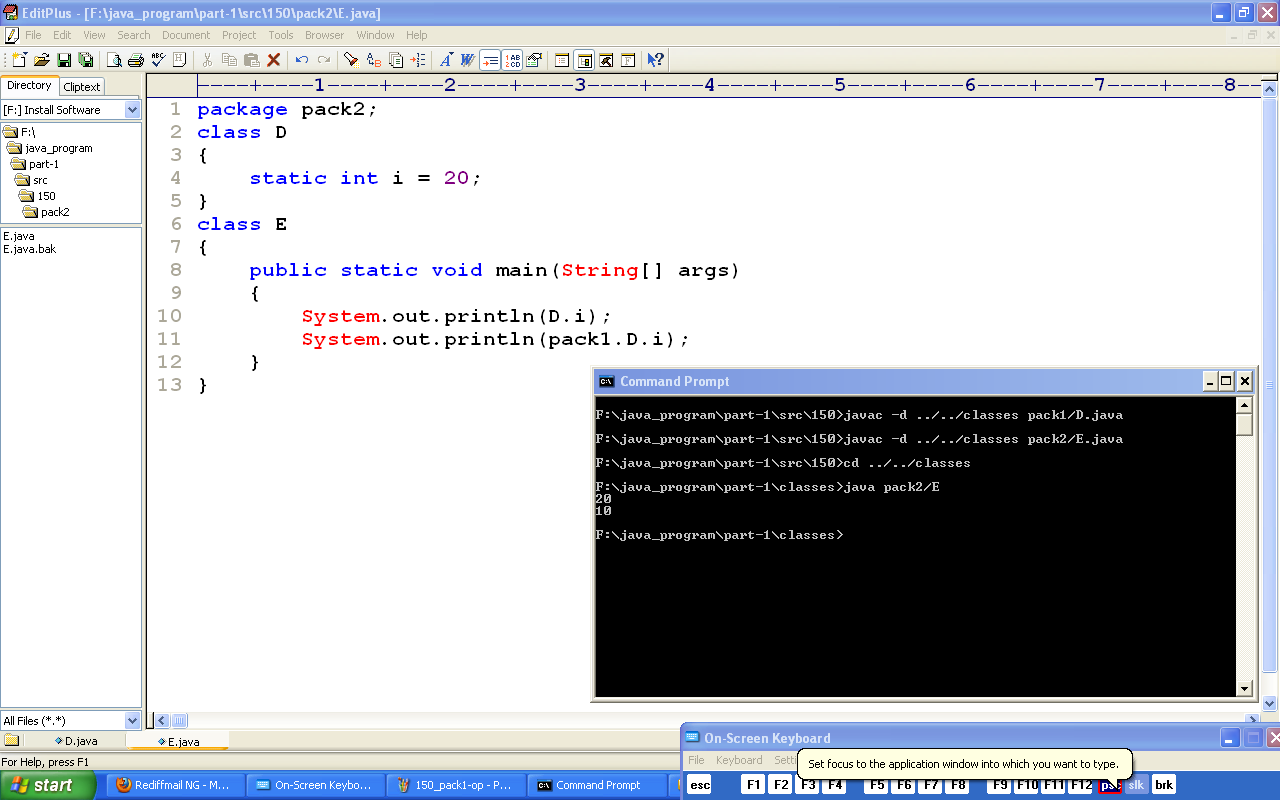 EditPlus - [F:\java_program\part-1\src\150\pack2\E.java]
File Edit View Search Document Project Tools Browser Window Help
Directory Cliptext
[F:] Install Software
F:\
java_program
part-1
src
150
pack2
E.java
E.java.bak
All Files (*.*)
----+----1----+----2----+----3----+----4----+----5----+----6----+----7----+----8--
1 package pack2;
2 class D
3 {
4 static int i = 20;
5 }
6 class E
7 {
8 public static void main(String[] args)
9 {
10 System.out.println(D.i);
11 System.out.println(pack1.D.i);
12 }
13 }
Command Prompt
F:\java_program\part-1\src\150>javac -d ../../classes pack1/D.java
F:\java_program\part-1\src\150>javac -d ../../classes pack2/E.java
F:\java_program\part-1\src\150>cd ../../classes
F:\java_program\part-1\classes>java pack2/E
20
10
F:\java_program\part-1\classes>
D.java E.java
For Help, press F1
On-Screen Keyboard
File Keyboard
Set focus to the application window into which you want to type.
esc F1 F2 F3 F4 F5 F6 F7 F8 F9 F10 F11 F12 psc slk brk
start Rediffmail NG - M... On-Screen Keybo... 150_pack1-op - P... Command Prompt